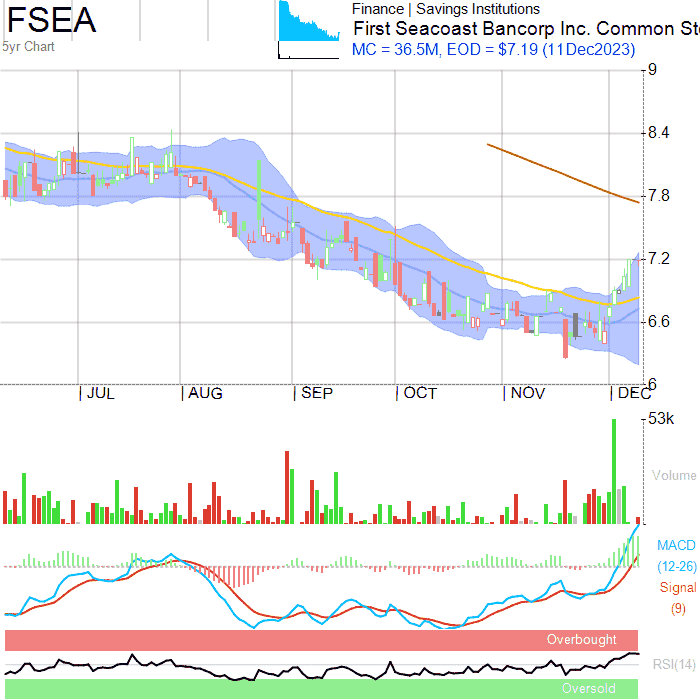 FSEA
5yr Chart
Finance | Savings Institutions
First Seacoast Bancorp Inc. Common St
MC = 36.5M, EOD = $7.19 (11Dec2023)
9
8.4
7.8
7.2
6.6
6
JUL AUG SEP OCT NOV DEC
53k
Volume
MACD
(12-26)
Signal
(9)
Overbought
RSI(14)
Oversold